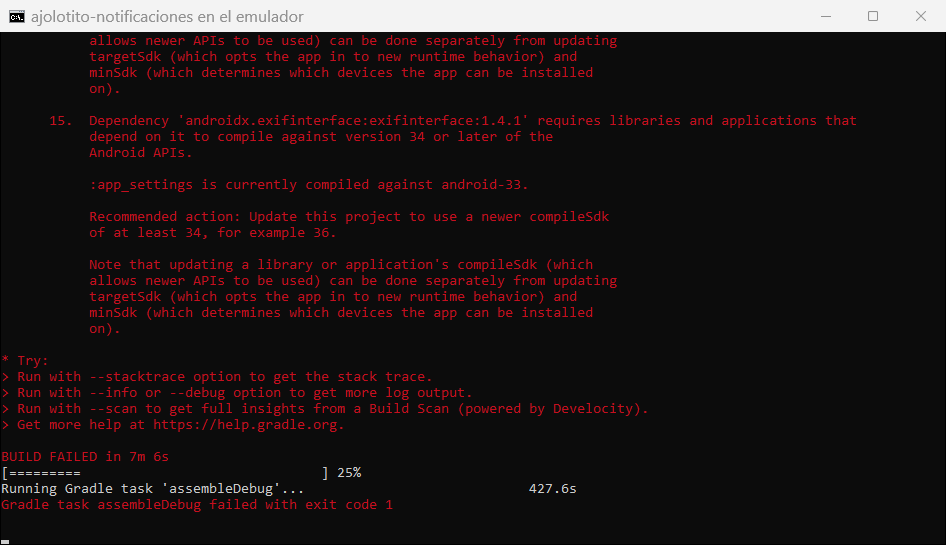 ajolotito-notificaciones en el emulador
allows newer APIs to be used) can be done separately from updating
targetSdk (which opts the app in to new runtime behavior) and
minSdk (which determines which devices the app can be installed
on).
15. Dependency 'androidx.exifinterface:exifinterface:1.4.1' requires libraries and applications that
depend on it to compile against version 34 or later of the
Android APIs.
:app_settings is currently compiled against android-33.
Recommended action: Update this project to use a newer compileSdk
of at least 34, for example 36.
Note that updating a library or application's compileSdk (which
allows newer APIs to be used) can be done separately from updating
targetSdk (which opts the app in to new runtime behavior) and
minSdk (which determines which devices the app can be installed
on).
* Try:
> Run with --stacktrace option to get the stack trace.
> Run with --info or --debug option to get more log output.
> Run with --scan to get full insights from a Build Scan (powered by Develocity).
> Get more help at https://help.gradle.org.
BUILD FAILED in 7m 6s
[=========                              ] 25%
Running Gradle task 'assembleDebug'...                            427.6s
Gradle task assembleDebug failed with exit code 1